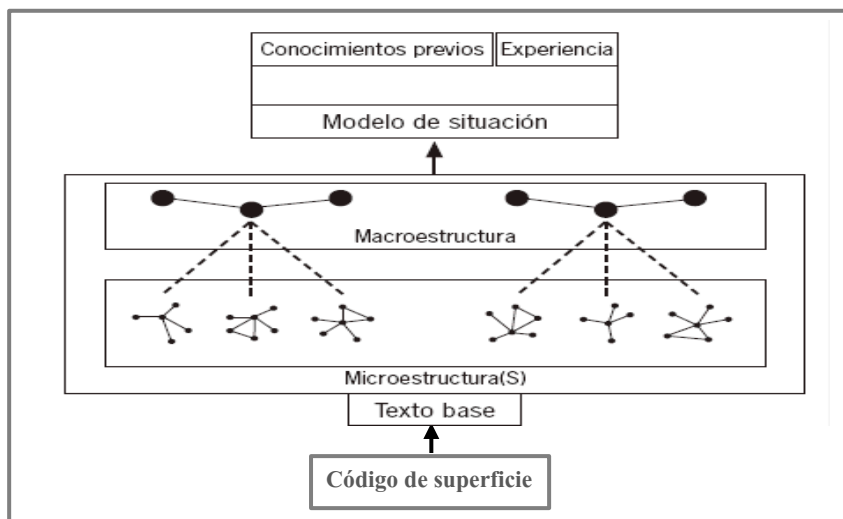 Conocimientos previos Experiencia
Modelo de situación
Macroestructura
Microestructura(S)
Texto base
Código de superficie